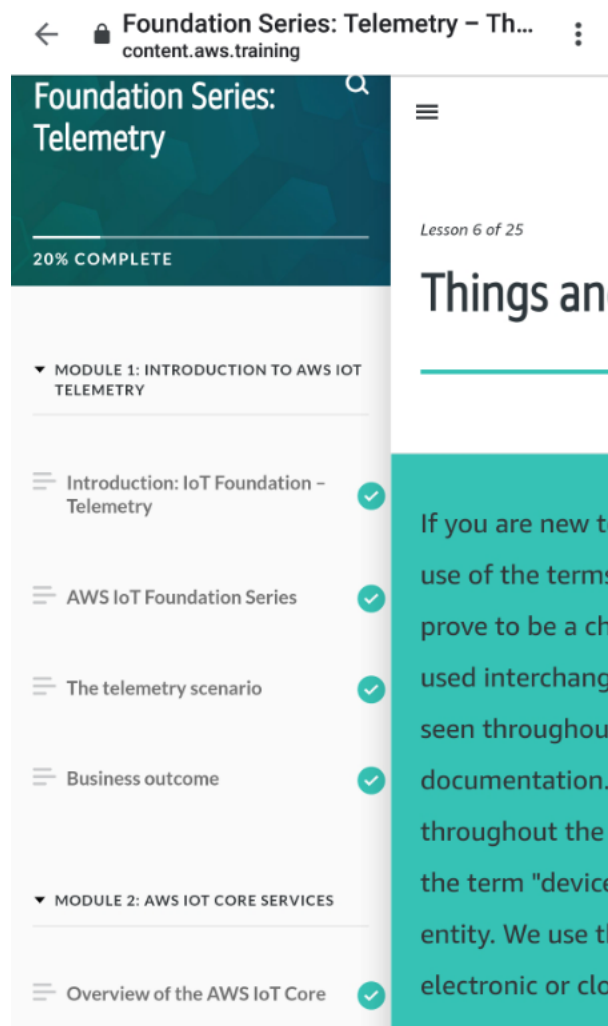 Foundation Series: Telemetry – Th...
content.aws.training
Foundation Series:
Telemetry
20% COMPLETE
MODULE 1: INTRODUCTION TO AWS IOT
TELEMETRY
Introduction: IoT Foundation –
Telemetry
AWS IoT Foundation Series
The telemetry scenario
Business outcome
MODULE 2: AWS IOT CORE SERVICES
Overview of the AWS IoT Core
Lesson 6 of 25
Things an
If you are new t
use of the terms
prove to be a ch
used interchang
seen throughou
documentation.
throughout the
the term "device
entity. We use th
electronic or clo